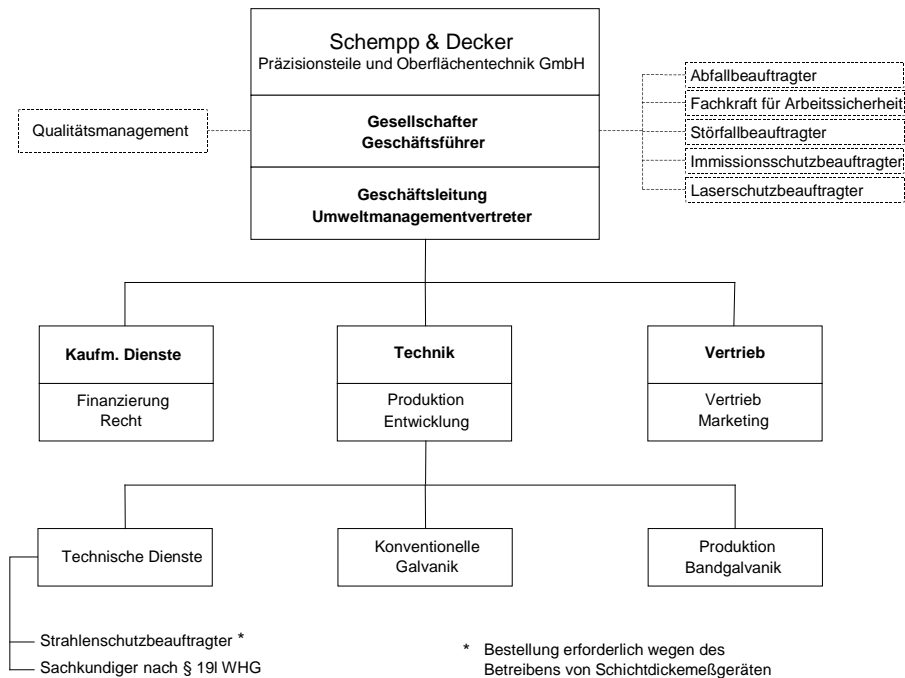 Schempp & Decker
Präzisionsteile und Oberflächentechnik GmbH
Qualitätsmanagement
Gesellschafter
Geschäftsführer
Geschäftsleitung
Umweltmanagementvertreter
Abfallbeauftragter
Fachkraft für Arbeitssicherheit
Störfallbeauftragter
Immissionsschutzbeauftragter
Laserschutzbeauftragter
Kaufm. Dienste
Finanzierung
Recht
Technik
Produktion
Entwicklung
Vertrieb
Vertrieb
Marketing
Technische Dienste
Konventionelle
Galvanik
Produktion
Bandgalvanik
Strahlenschutzbeauftragter *
Sachkundiger nach § 19l WHG
* Bestellung erforderlich wegen des
Betreibens von Schichtdickemeßgeräten